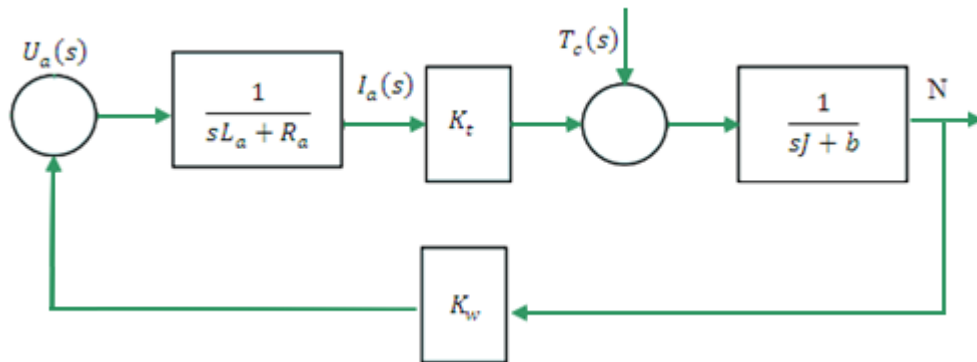 U_a(s)
1
sL_a + R_a
I_a(s)
K_t
T_c(s)
1
sJ + b
N
K_w